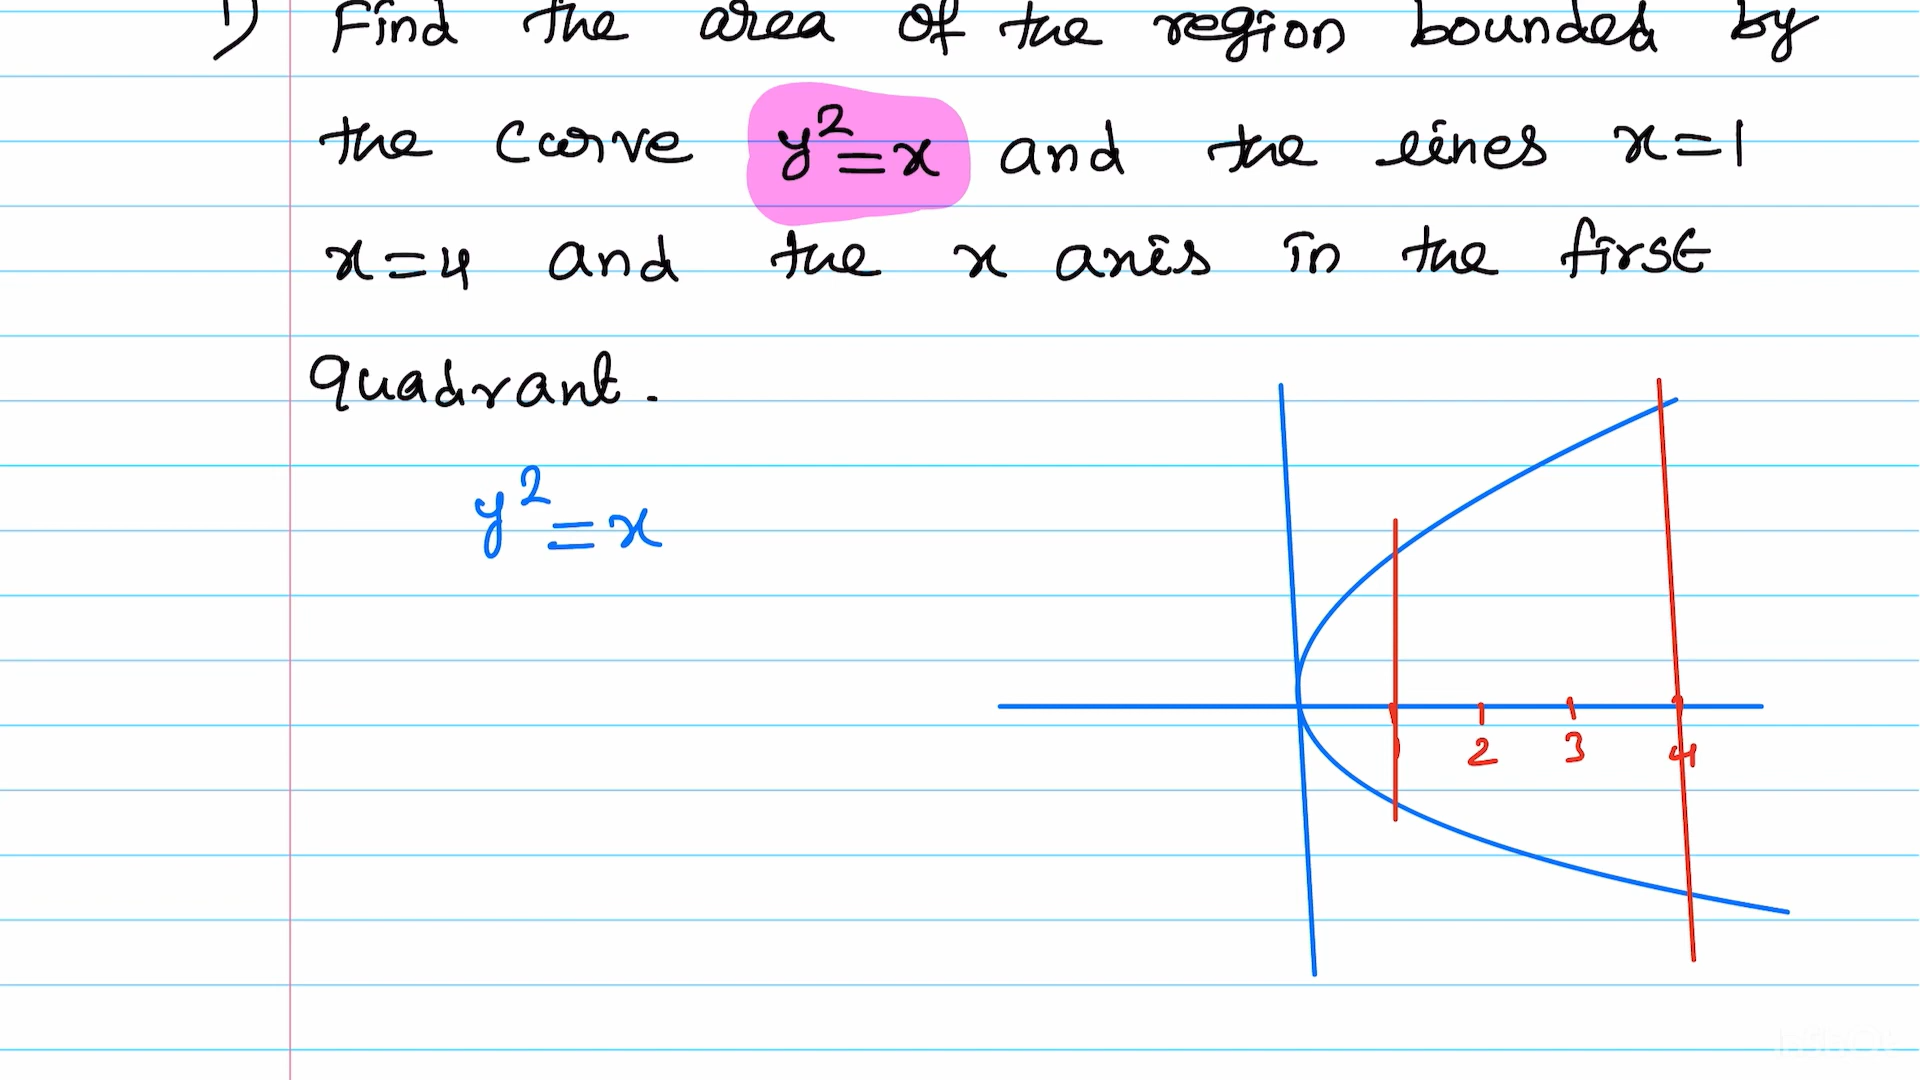 1) Find the area of the region bounded by
the curve y²=x and the lines x=1
x=4 and the x axis in the first
quadrant.
y²=x
1 2 3 4